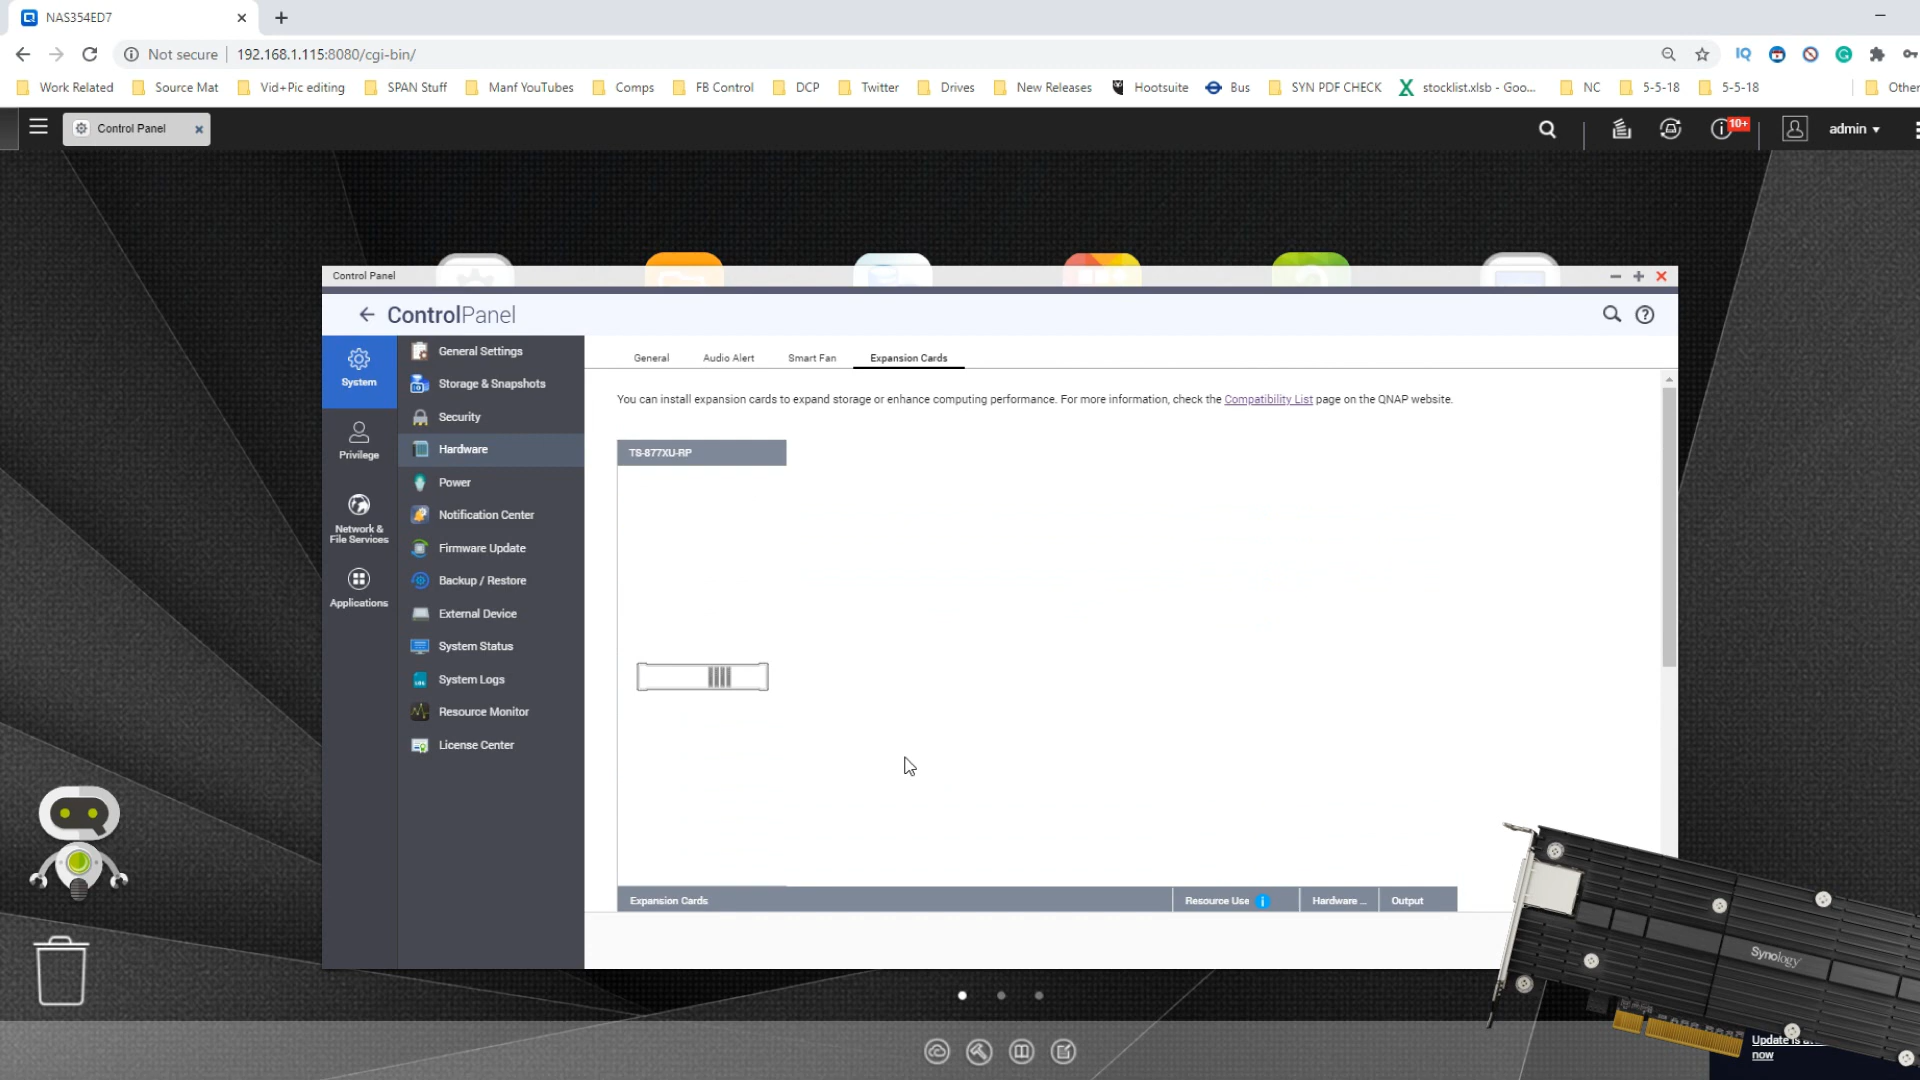 NAS354ED7
Not secure
192.168.1.115:8080/cgi-bin/
IQ
Work Related
Source Mat
Vid+Pic editing
SPAN Stuff
Manf YouTubes
Comps
FB Control
DCP
Twitter
Drives
New Releases
Hootsuite
Bus
SYN PDF CHECK
stocklist.xlsb - Goo...
NC
5-5-18
5-5-18
Other
Control Panel
10+
admin
Control Panel
ControlPanel
System
Privilege
Network &
File Services
Applications
General Settings
Storage & Snapshots
Security
Hardware
Power
Notification Center
Firmware Update
Backup / Restore
External Device
System Status
System Logs
Resource Monitor
License Center
General
Audio Alert
Smart Fan
Expansion Cards
You can install expansion cards to expand storage or enhance computing performance. For more information, check the Compatibility List page on the QNAP website.
TS-877XU-RP
Expansion Cards
Resource Use
Hardware ...
Output
Synology
Update is
now